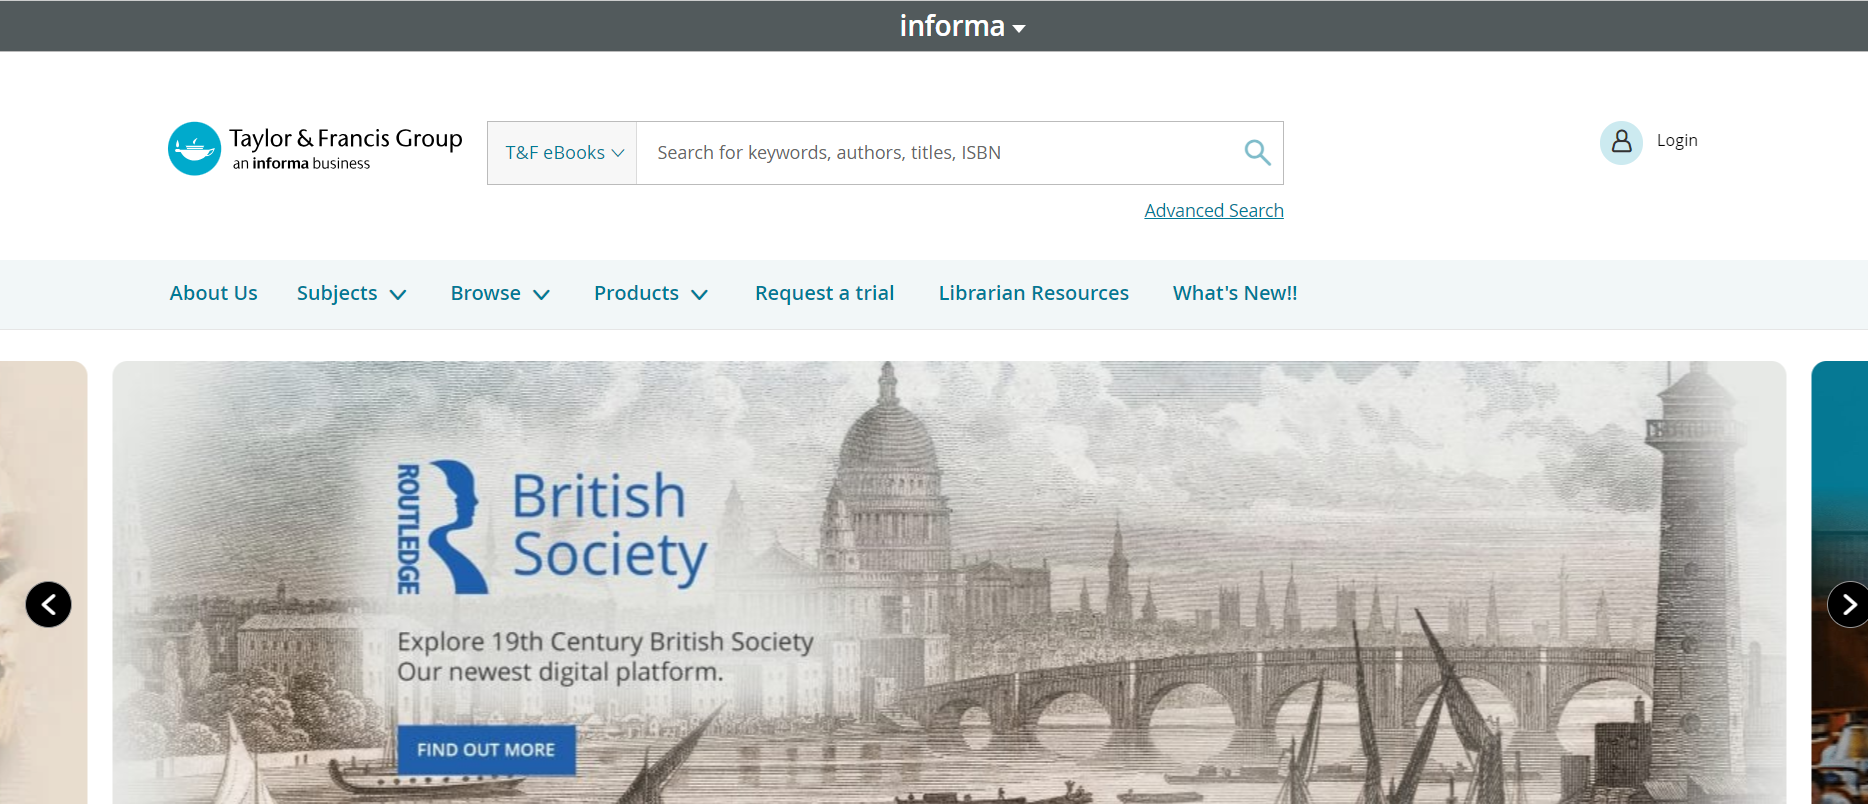 informa
Taylor & Francis Group
an informa business
T&F eBooks
Search for keywords, authors, titles, ISBN
Login
Advanced Search
About Us
Subjects
Browse
Products
Request a trial
Librarian Resources
What's New!!
ROUTLEDGE
British
Society
Explore 19th Century British Society
Our newest digital platform.
FIND OUT MORE